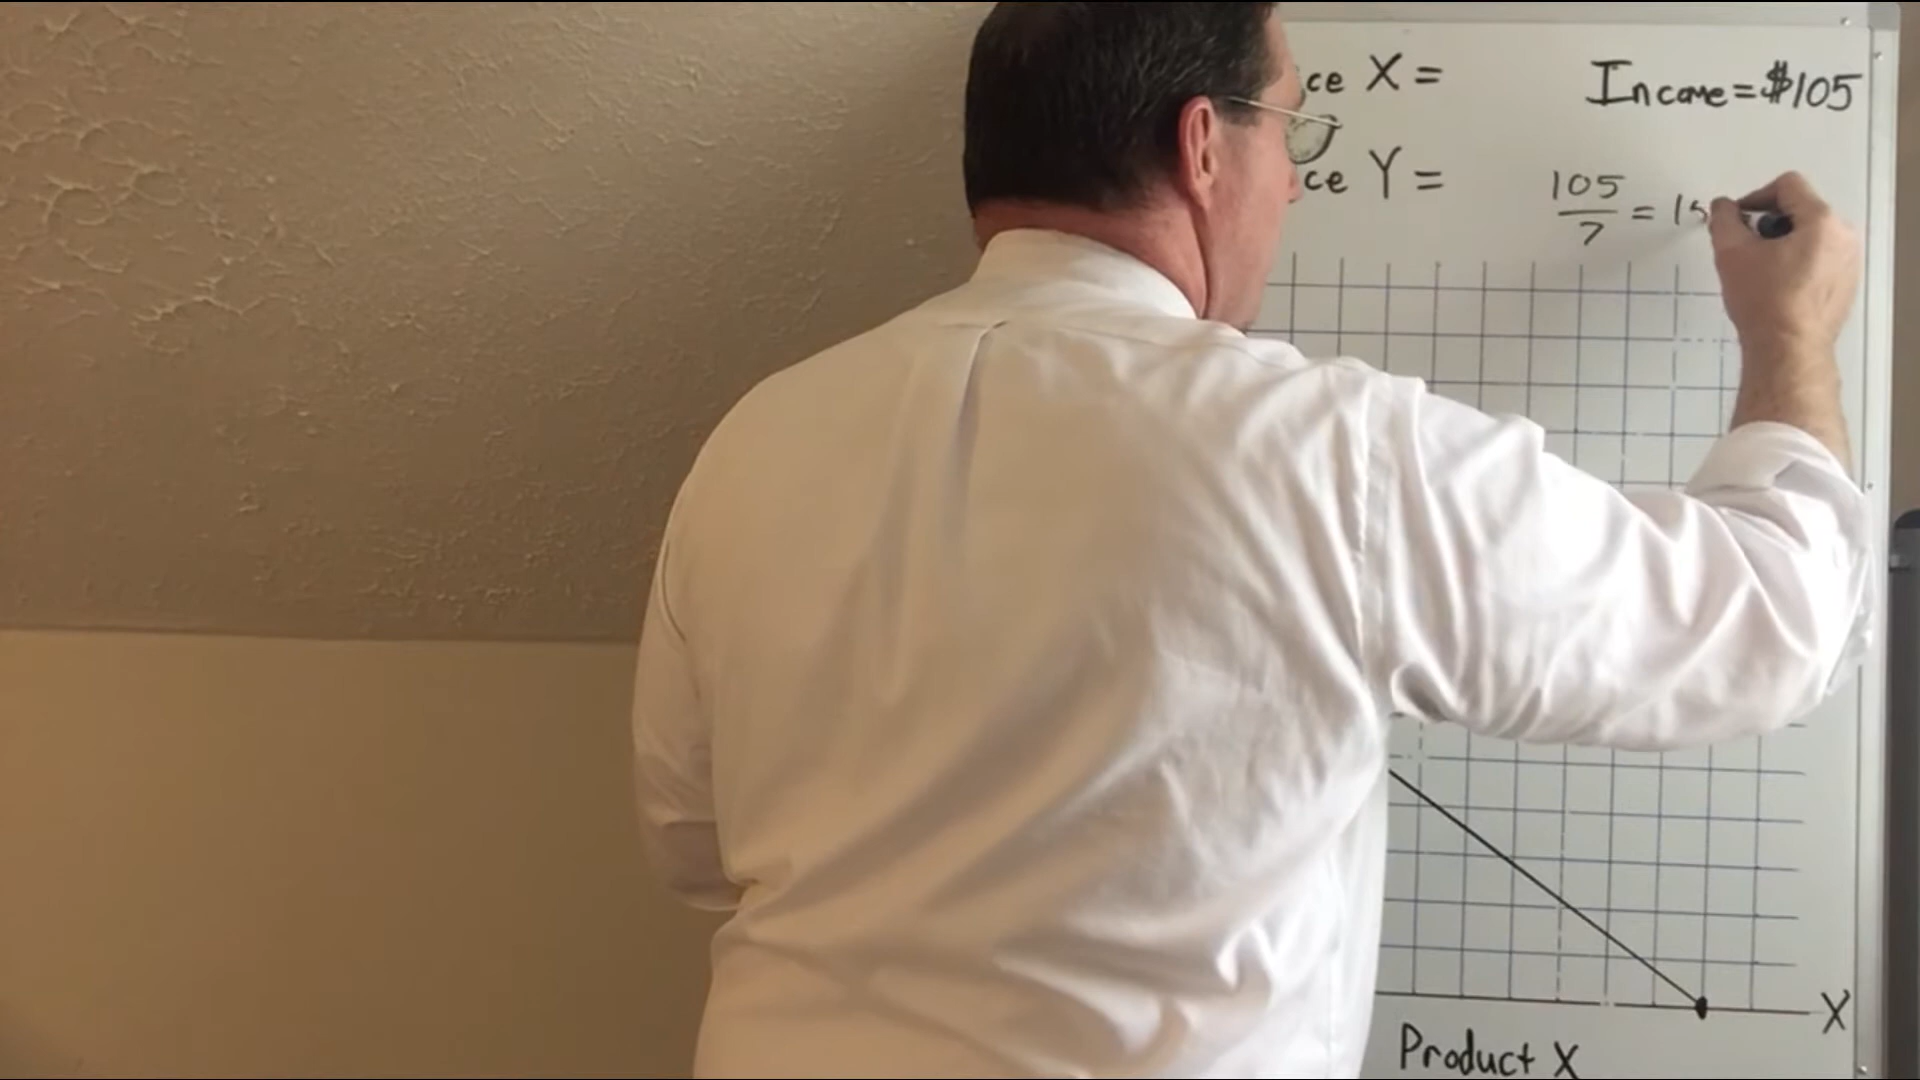 ce X =
Income = $105
ce Y =
105
7
= 15
X
Product X